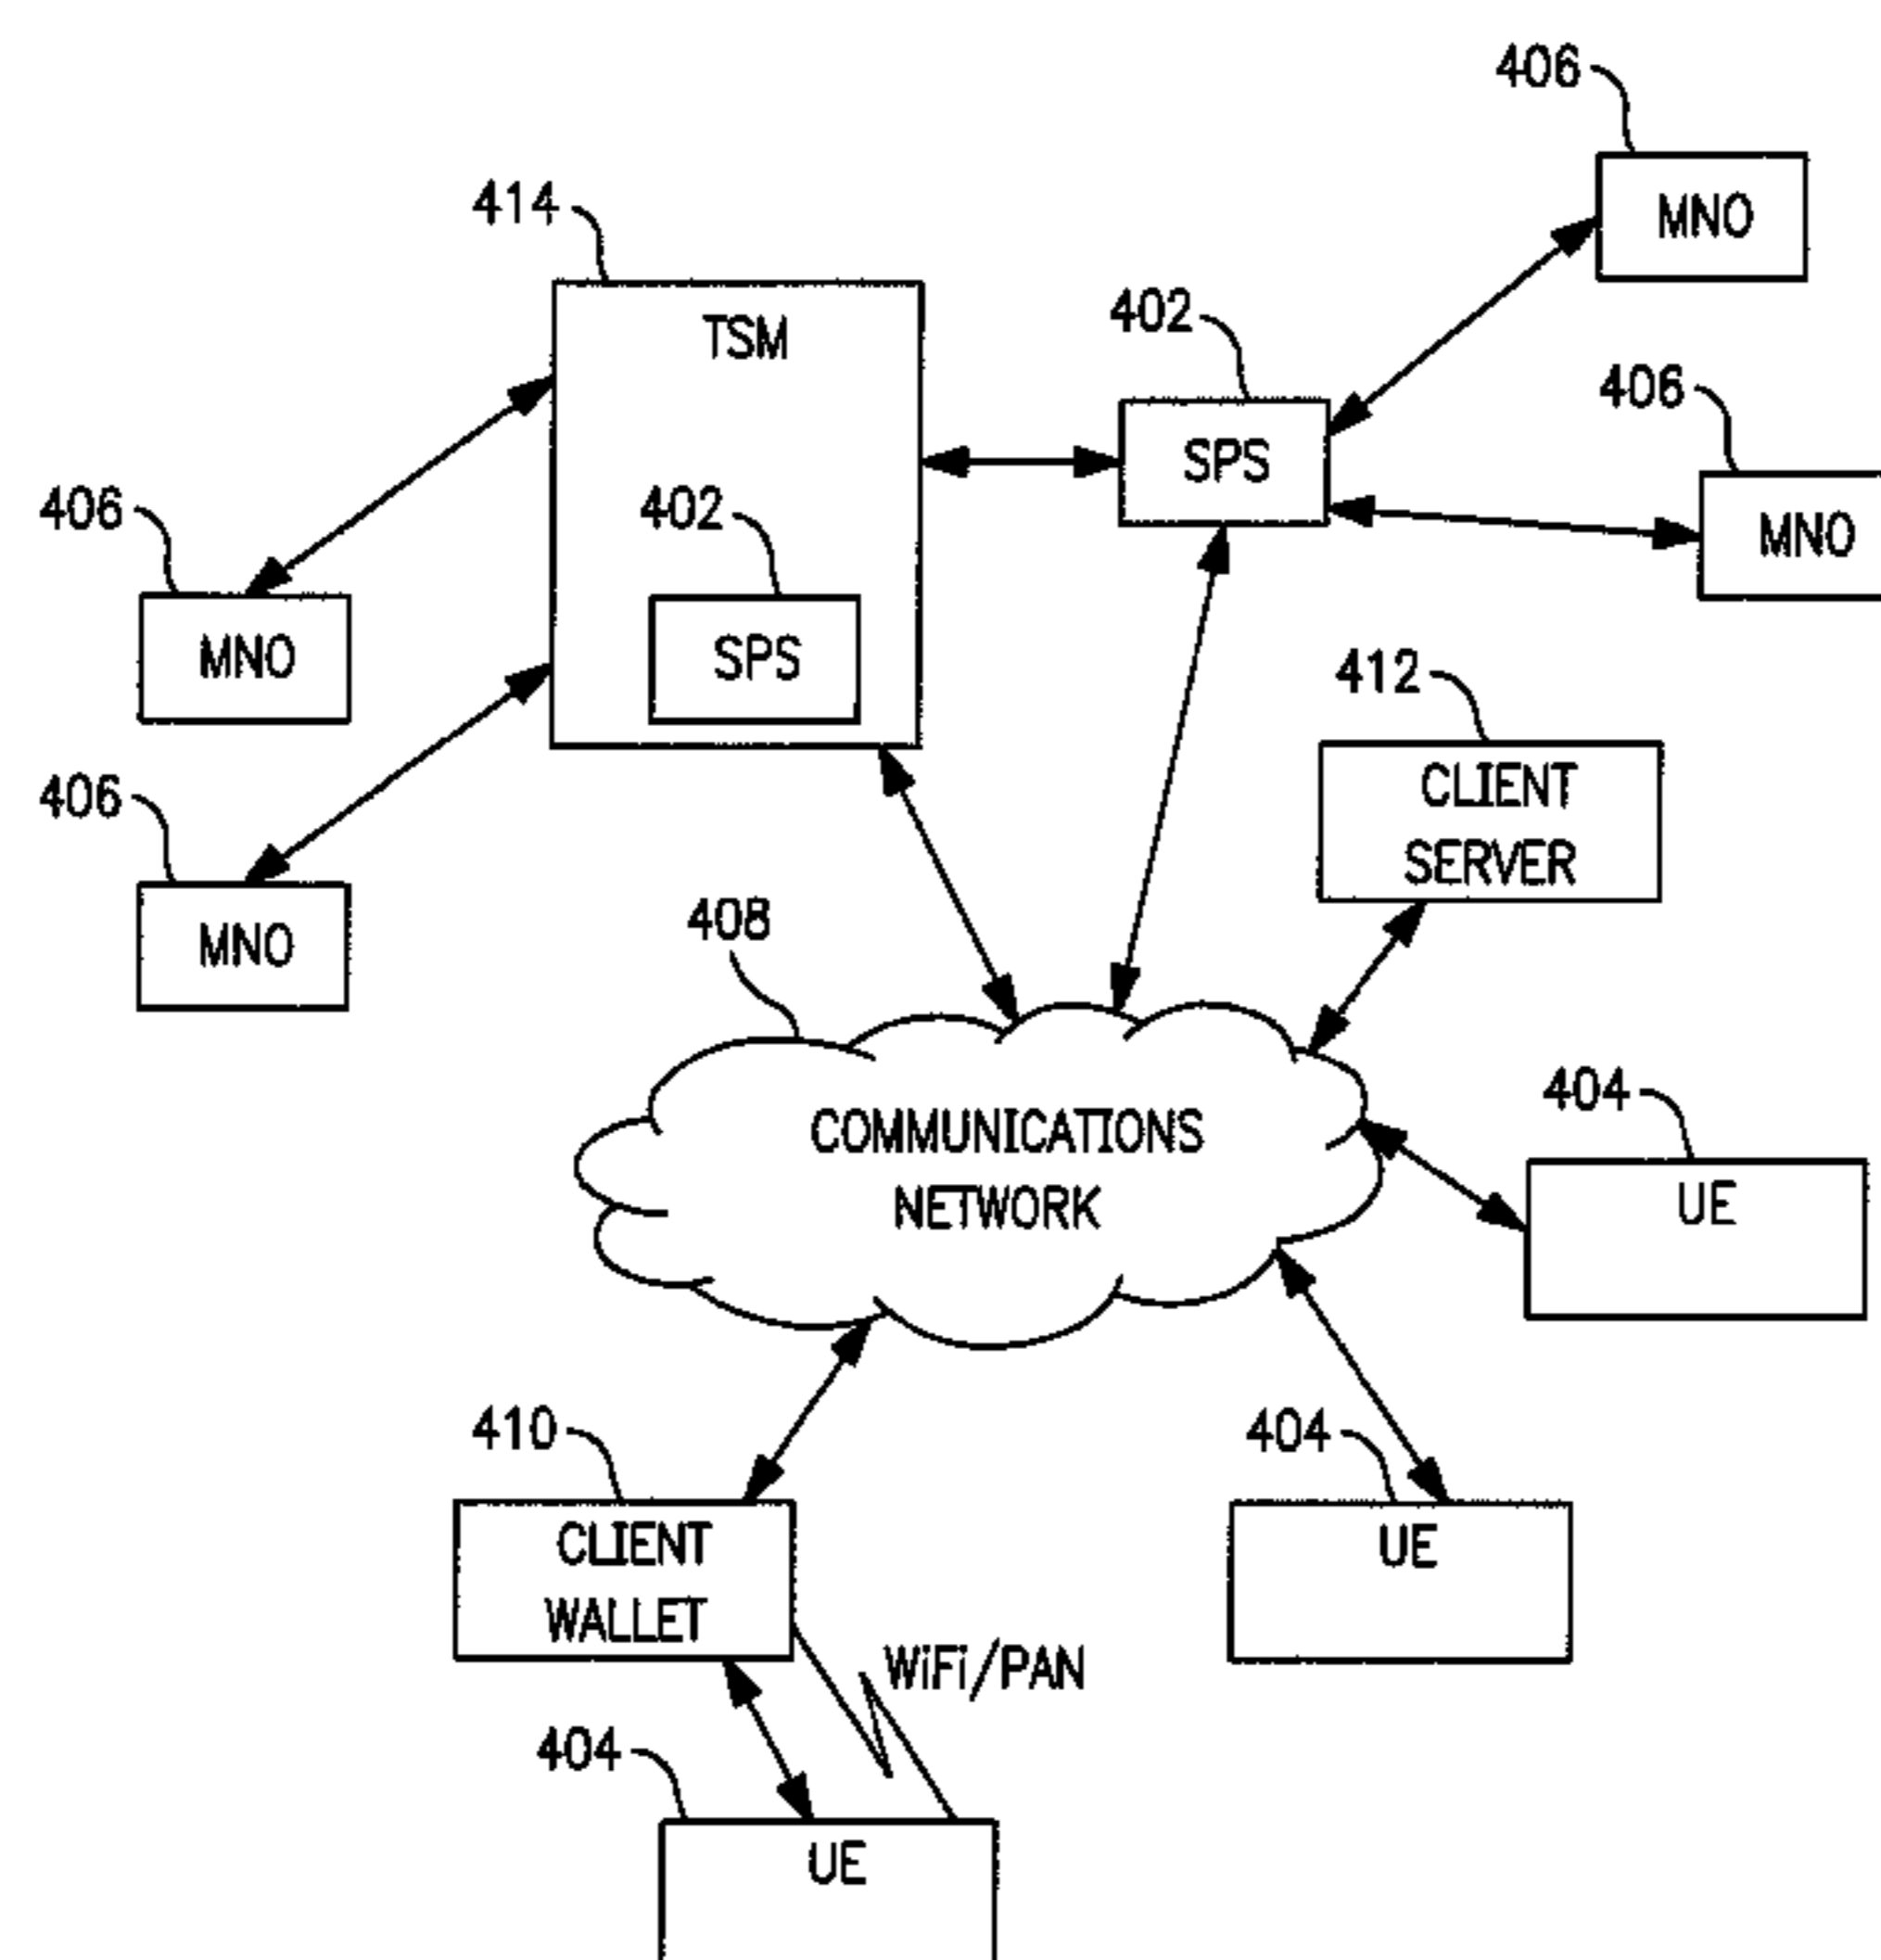 406
MNO
414
TSM
402
SPS
406
MNO
402
SPS
406
MNO
412
CLIENT
SERVER
406
MNO
408
COMMUNICATIONS
NETWORK
404
UE
410
CLIENT
WALLET
404
UE
WiFi/PAN
404
UE